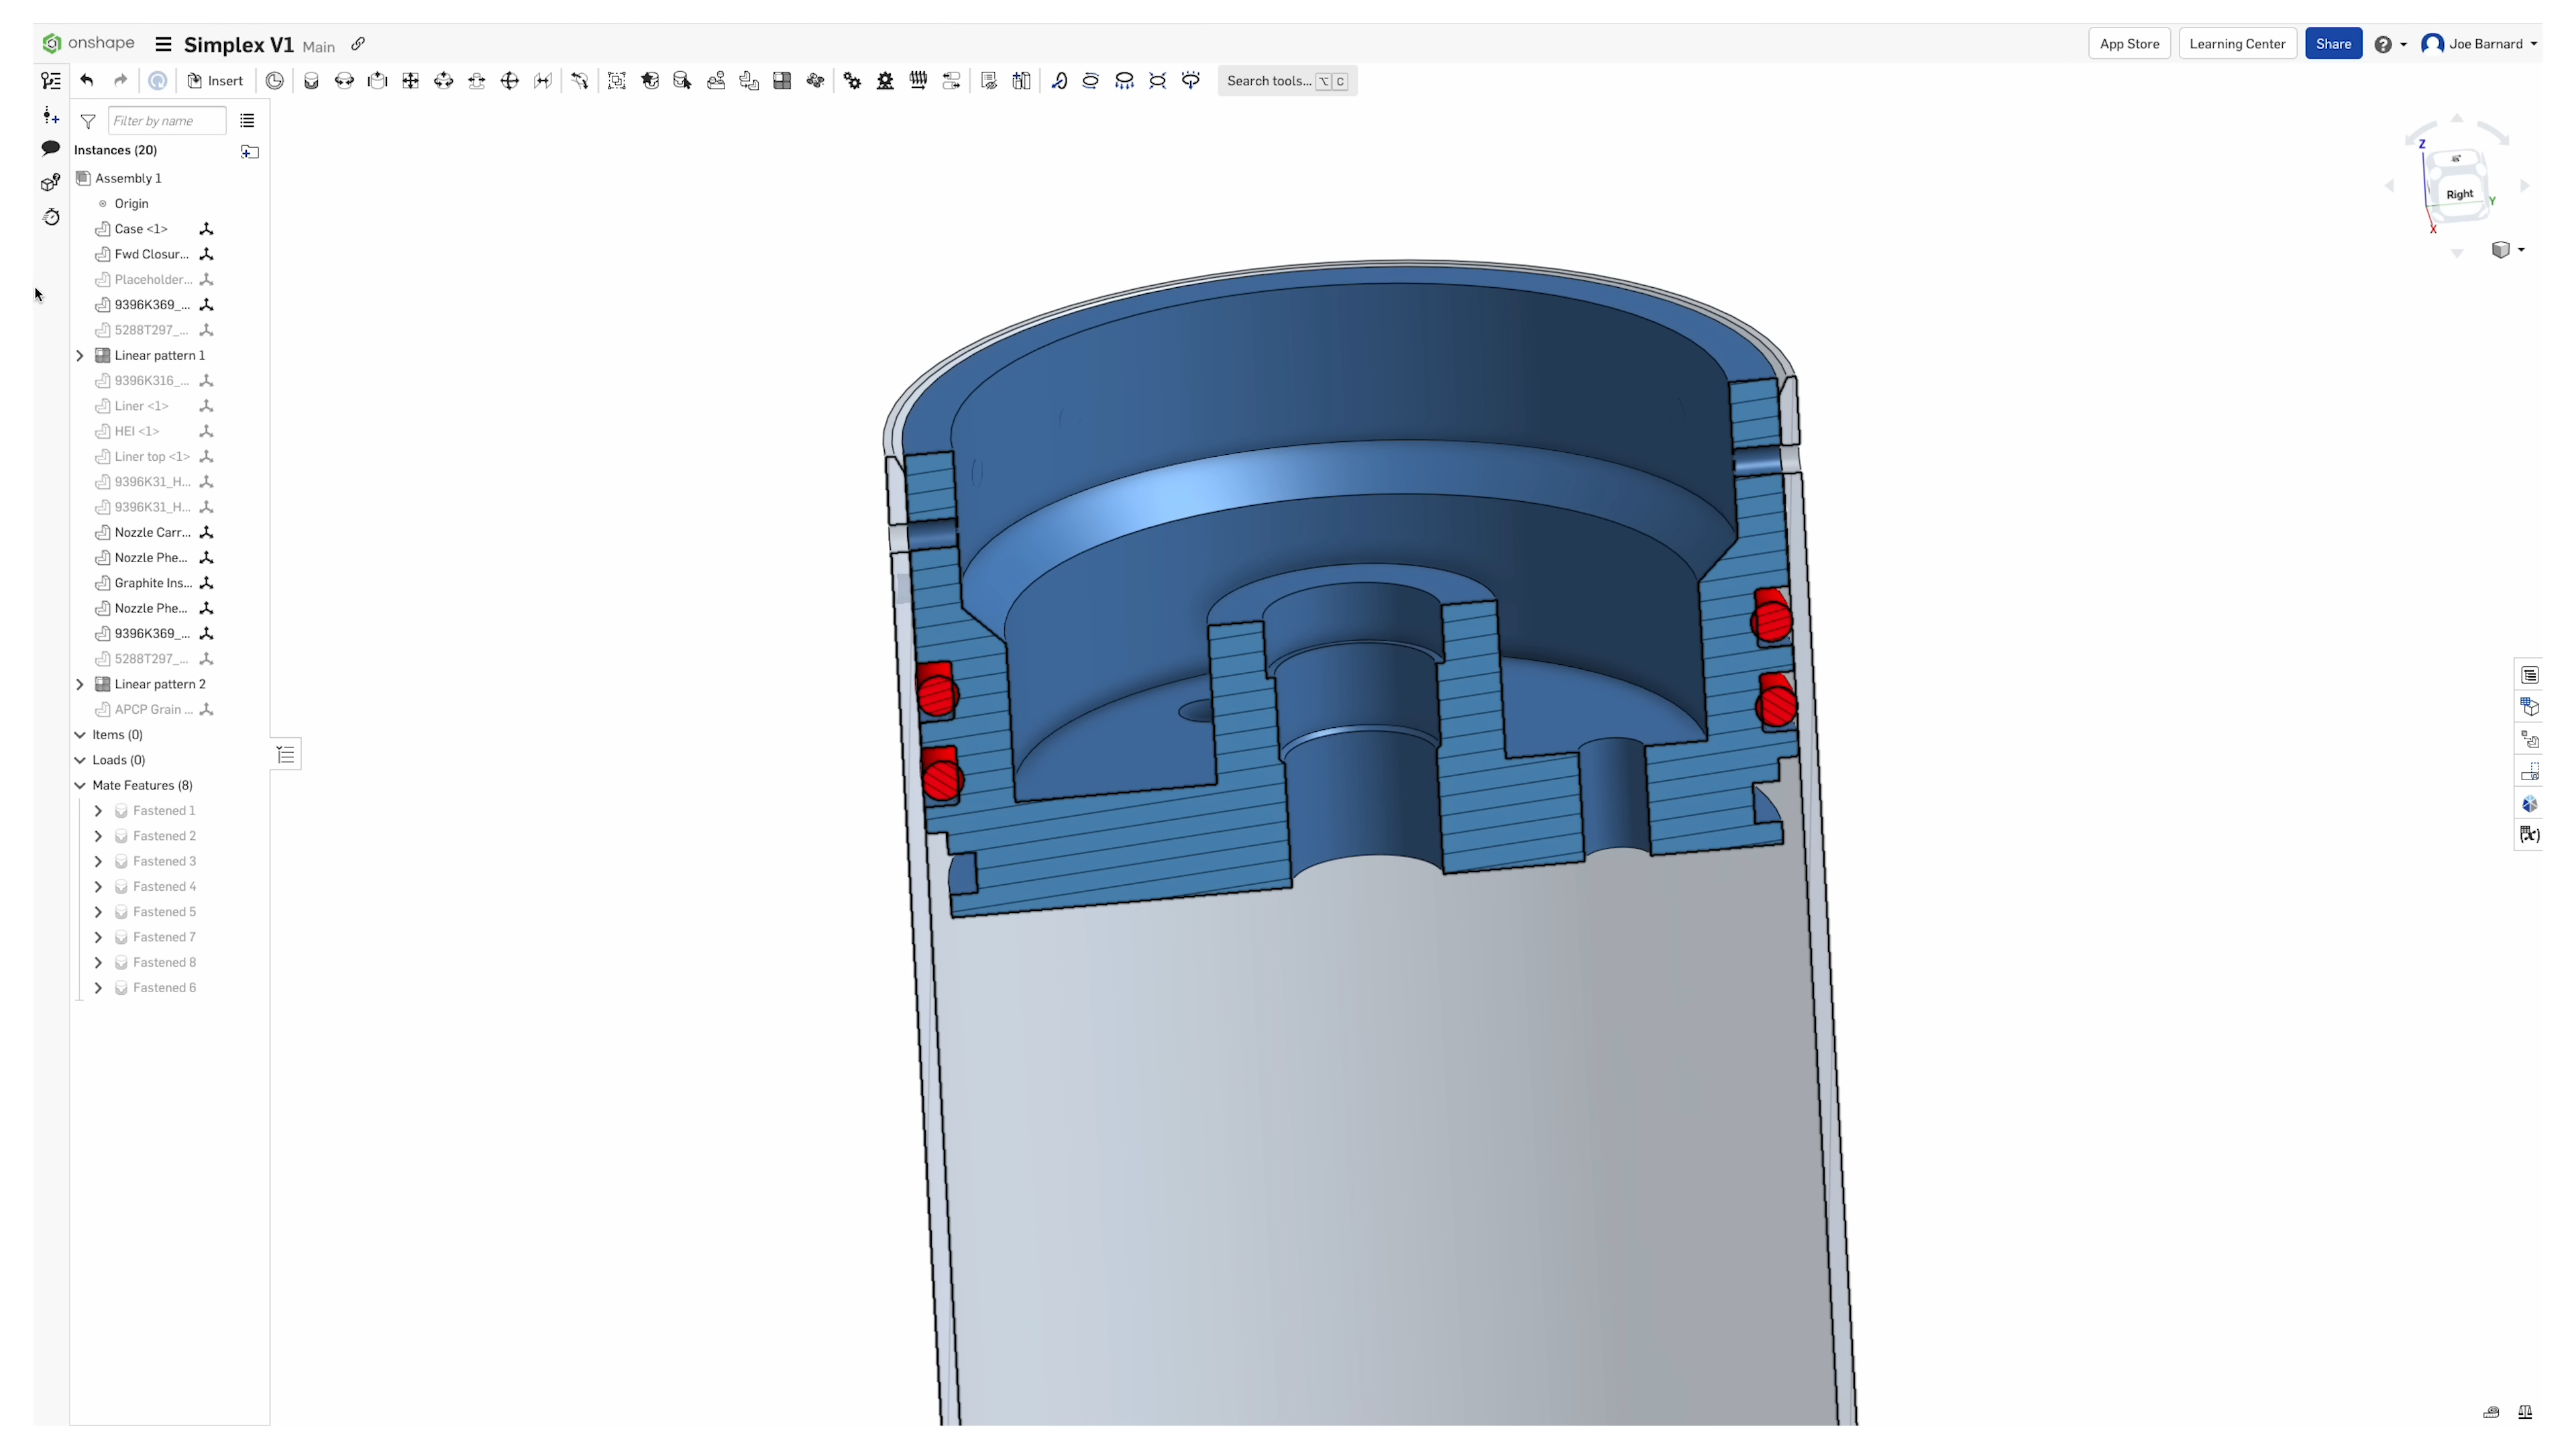 onshape Simplex V1 Main
App Store Learning Center Share Joe Barnard
Insert Search tools... ⌥ C
Filter by name
Instances (20)
Assembly 1
Origin
Case <1>
Fwd Closur...
Placeholder...
9396K369_...
5288T297_...
Linear pattern 1
9396K316_...
Liner <1>
HEI <1>
Liner top <1>
9396K31_H...
9396K31_H...
Nozzle Carr...
Nozzle Phe...
Graphite Ins...
Nozzle Phe...
9396K369_...
5288T297_...
Linear pattern 2
APCP Grain ...
Items (0)
Loads (0)
Mate Features (8)
Fastened 1
Fastened 2
Fastened 3
Fastened 4
Fastened 5
Fastened 7
Fastened 8
Fastened 6
Z
Right
Y
X
(x)